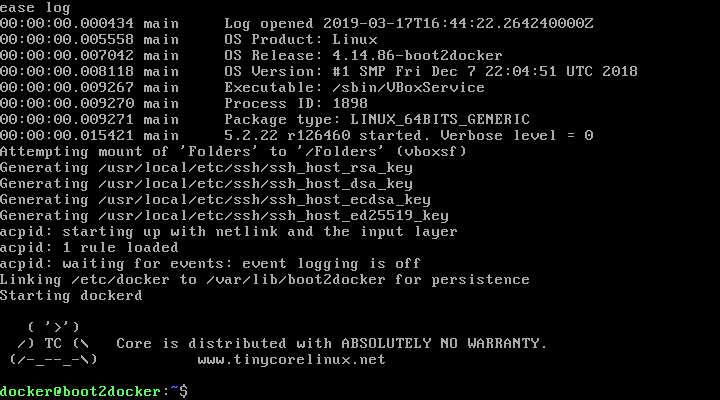 ease log
00:00:00.000434 main     Log opened 2019-03-17T16:44:22.264240000Z
00:00:00.005558 main     OS Product: Linux
00:00:00.007042 main     OS Release: 4.14.86-boot2docker
00:00:00.008118 main     OS Version: #1 SMP Fri Dec 7 22:04:51 UTC 2018
00:00:00.009267 main     Executable: /sbin/VBoxService
00:00:00.009270 main     Process ID: 1898
00:00:00.009271 main     Package type: LINUX_64BITS_GENERIC
00:00:00.015421 main     5.2.22 r126460 started. Verbose level = 0
Attempting mount of 'Folders' to '/Folders' (vboxsf)
Generating /usr/local/etc/ssh/ssh_host_rsa_key
Generating /usr/local/etc/ssh/ssh_host_dsa_key
Generating /usr/local/etc/ssh/ssh_host_ecdsa_key
Generating /usr/local/etc/ssh/ssh_host_ed25519_key
acpid: starting up with netlink and the input layer
acpid: 1 rule loaded
acpid: waiting for events: event logging is off
Linking /etc/docker to /var/lib/boot2docker for persistence
Starting dockerd
   ( '>')
  /) TC (\   Core is distributed with ABSOLUTELY NO WARRANTY.
 (/-_--_-\)           www.tinycorelinux.net
docker@boot2docker:~$